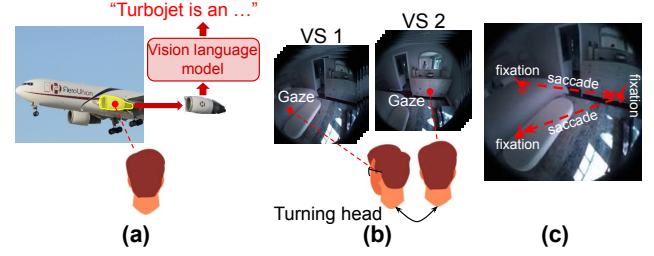 "Turbojet is an ..."
Vision language
model
FleroUnion
VS 1
VS 2
Gaze
Gaze
Turning head
fixation
saccade
fixation
saccade
fixation
(a)
(b)
(c)